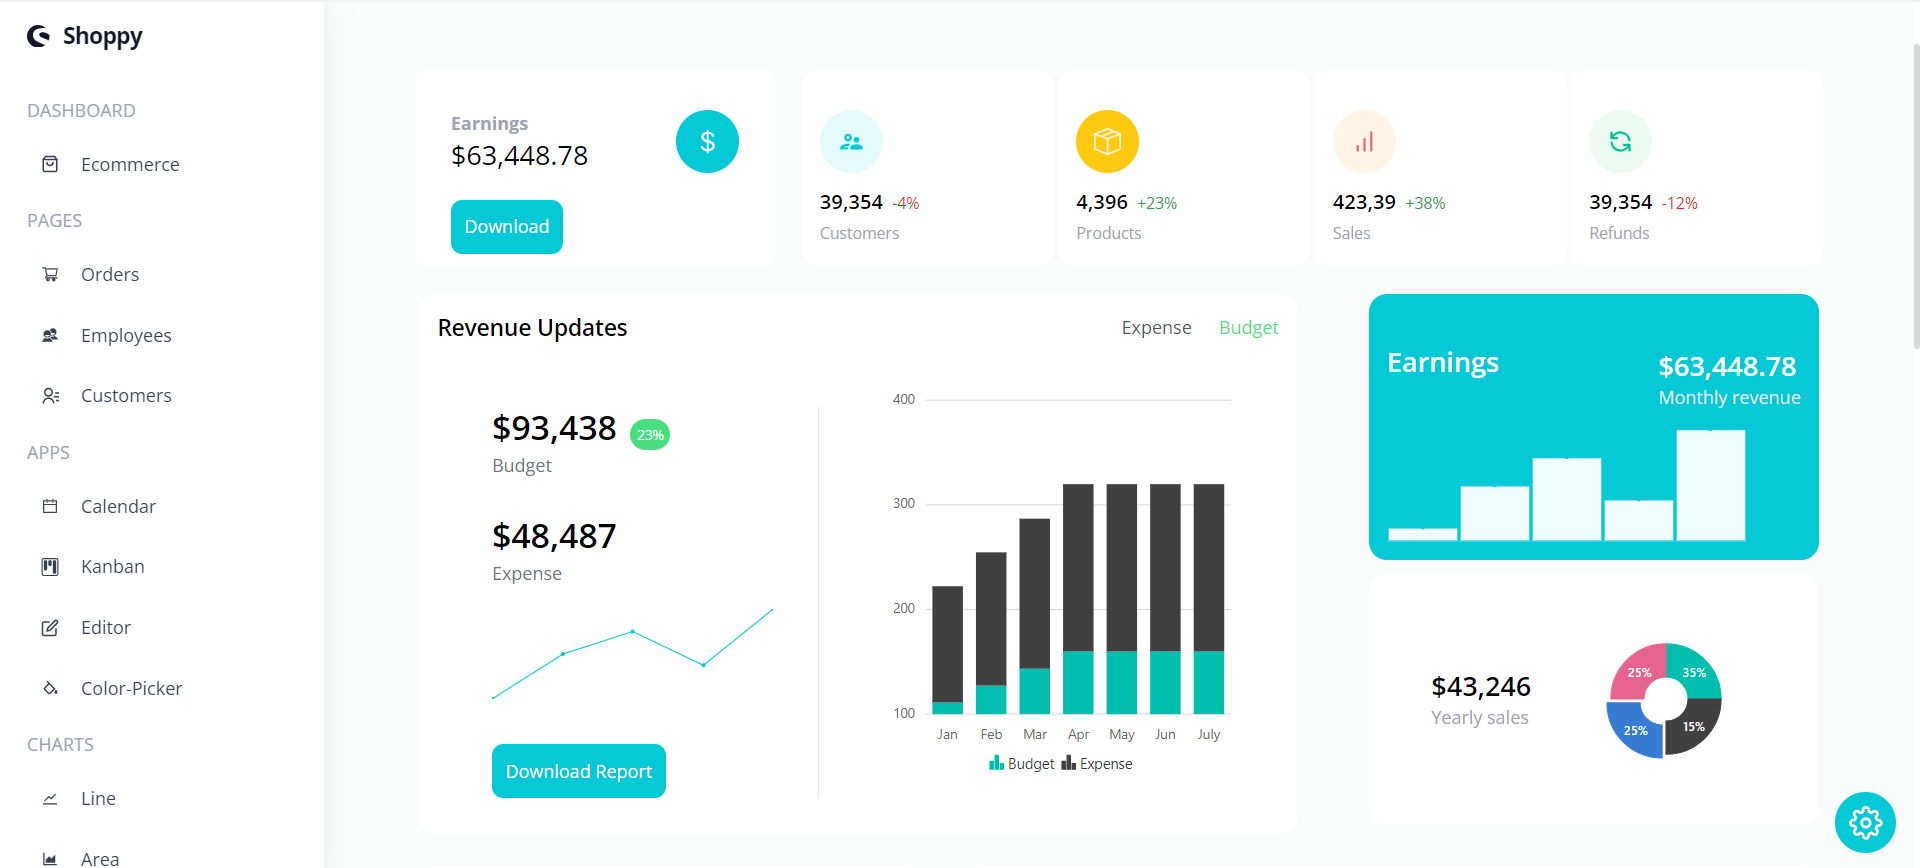 Shoppy
DASHBOARD
Ecommerce
PAGES
Orders
Employees
Customers
APPS
Calendar
Kanban
Editor
Color-Picker
CHARTS
Line
Area
Earnings
$63,448.78
$
Download
39,354 -4%
Customers
4,396 +23%
Products
423,39 +38%
Sales
39,354 -12%
Refunds
Revenue Updates
Expense Budget
$93,438 23%
Budget
$48,487
Expense
Download Report
400
300
200
100
Jan Feb Mar Apr May Jun July
Budget Expense
Earnings
$63,448.78
Monthly revenue
$43,246
Yearly sales
25% 35%
25% 15%